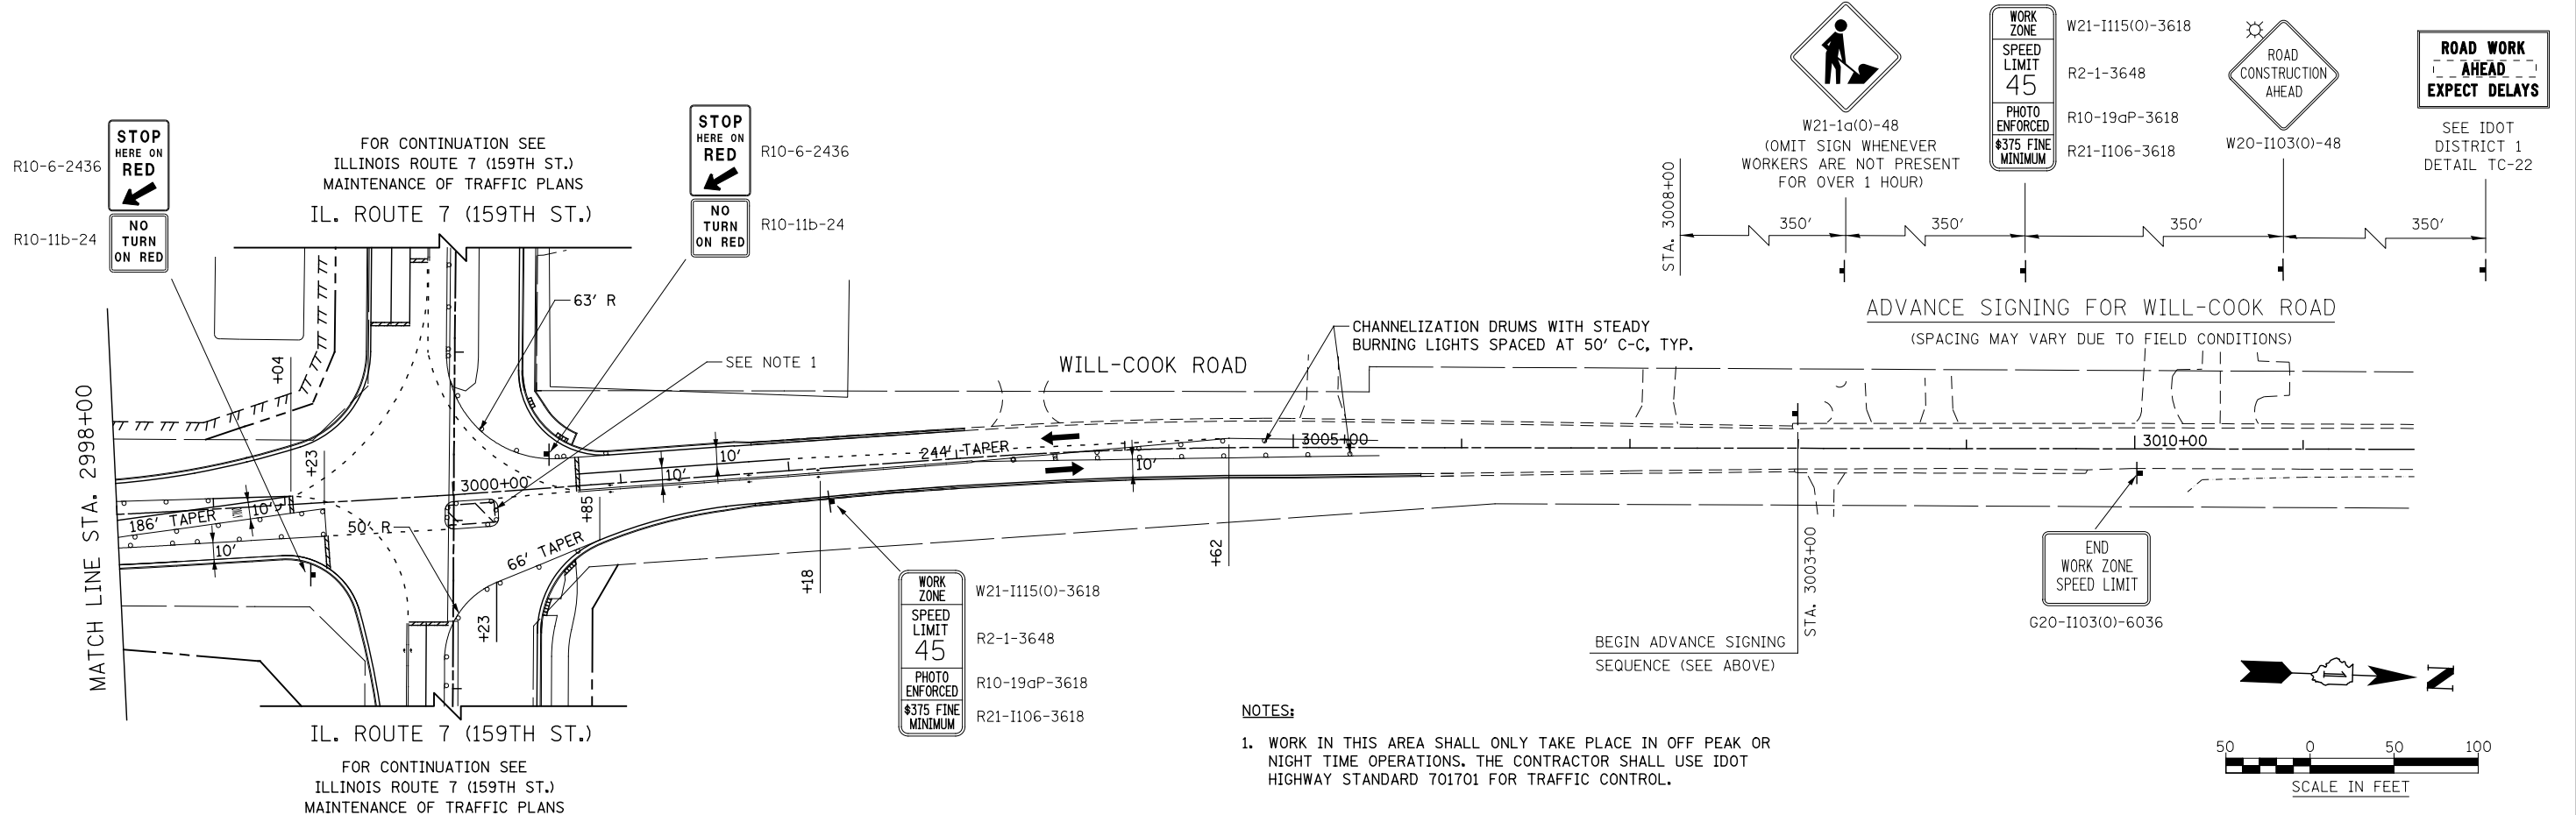 STOP
HERE ON
RED
R10-6-2436
NO
TURN
ON RED
R10-11b-24
FOR CONTINUATION SEE
ILLINOIS ROUTE 7 (159TH ST.)
MAINTENANCE OF TRAFFIC PLANS
IL. ROUTE 7 (159TH ST.)
STOP
HERE ON
RED
R10-6-2436
NO
TURN
ON RED
R10-11b-24
W21-1a(O)-48
(OMIT SIGN WHENEVER
WORKERS ARE NOT PRESENT
FOR OVER 1 HOUR)
WORK
ZONE
W21-I115(O)-3618
SPEED
LIMIT
45
R2-1-3648
PHOTO
ENFORCED
R10-19aP-3618
$375 FINE
MINIMUM
R21-I106-3618
ROAD
CONSTRUCTION
AHEAD
W20-I103(O)-48
ROAD WORK
AHEAD
EXPECT DELAYS
SEE IDOT
DISTRICT 1
DETAIL TC-22
STA. 3008+00
350'
350'
350'
350'
ADVANCE SIGNING FOR WILL-COOK ROAD
(SPACING MAY VARY DUE TO FIELD CONDITIONS)
63' R
SEE NOTE 1
WILL-COOK ROAD
CHANNELIZATION DRUMS WITH STEADY
BURNING LIGHTS SPACED AT 50' C-C, TYP.
MATCH LINE STA. 2998+00
+04
+23
186' TAPER
10'
10'
50' R
3000+00
+85
10'
10'
244' TAPER
10'
3005+00
3010+00
66' TAPER
+23
+18
+62
STA. 3003+00
BEGIN ADVANCE SIGNING
SEQUENCE (SEE ABOVE)
END
WORK ZONE
SPEED LIMIT
G20-I103(O)-6036
WORK
ZONE
W21-I115(O)-3618
SPEED
LIMIT
45
R2-1-3648
PHOTO
ENFORCED
R10-19aP-3618
$375 FINE
MINIMUM
R21-I106-3618
IL. ROUTE 7 (159TH ST.)
FOR CONTINUATION SEE
ILLINOIS ROUTE 7 (159TH ST.)
MAINTENANCE OF TRAFFIC PLANS
NOTES:
1. WORK IN THIS AREA SHALL ONLY TAKE PLACE IN OFF PEAK OR
NIGHT TIME OPERATIONS. THE CONTRACTOR SHALL USE IDOT
HIGHWAY STANDARD 701701 FOR TRAFFIC CONTROL.
N
50 0 50 100
SCALE IN FEET